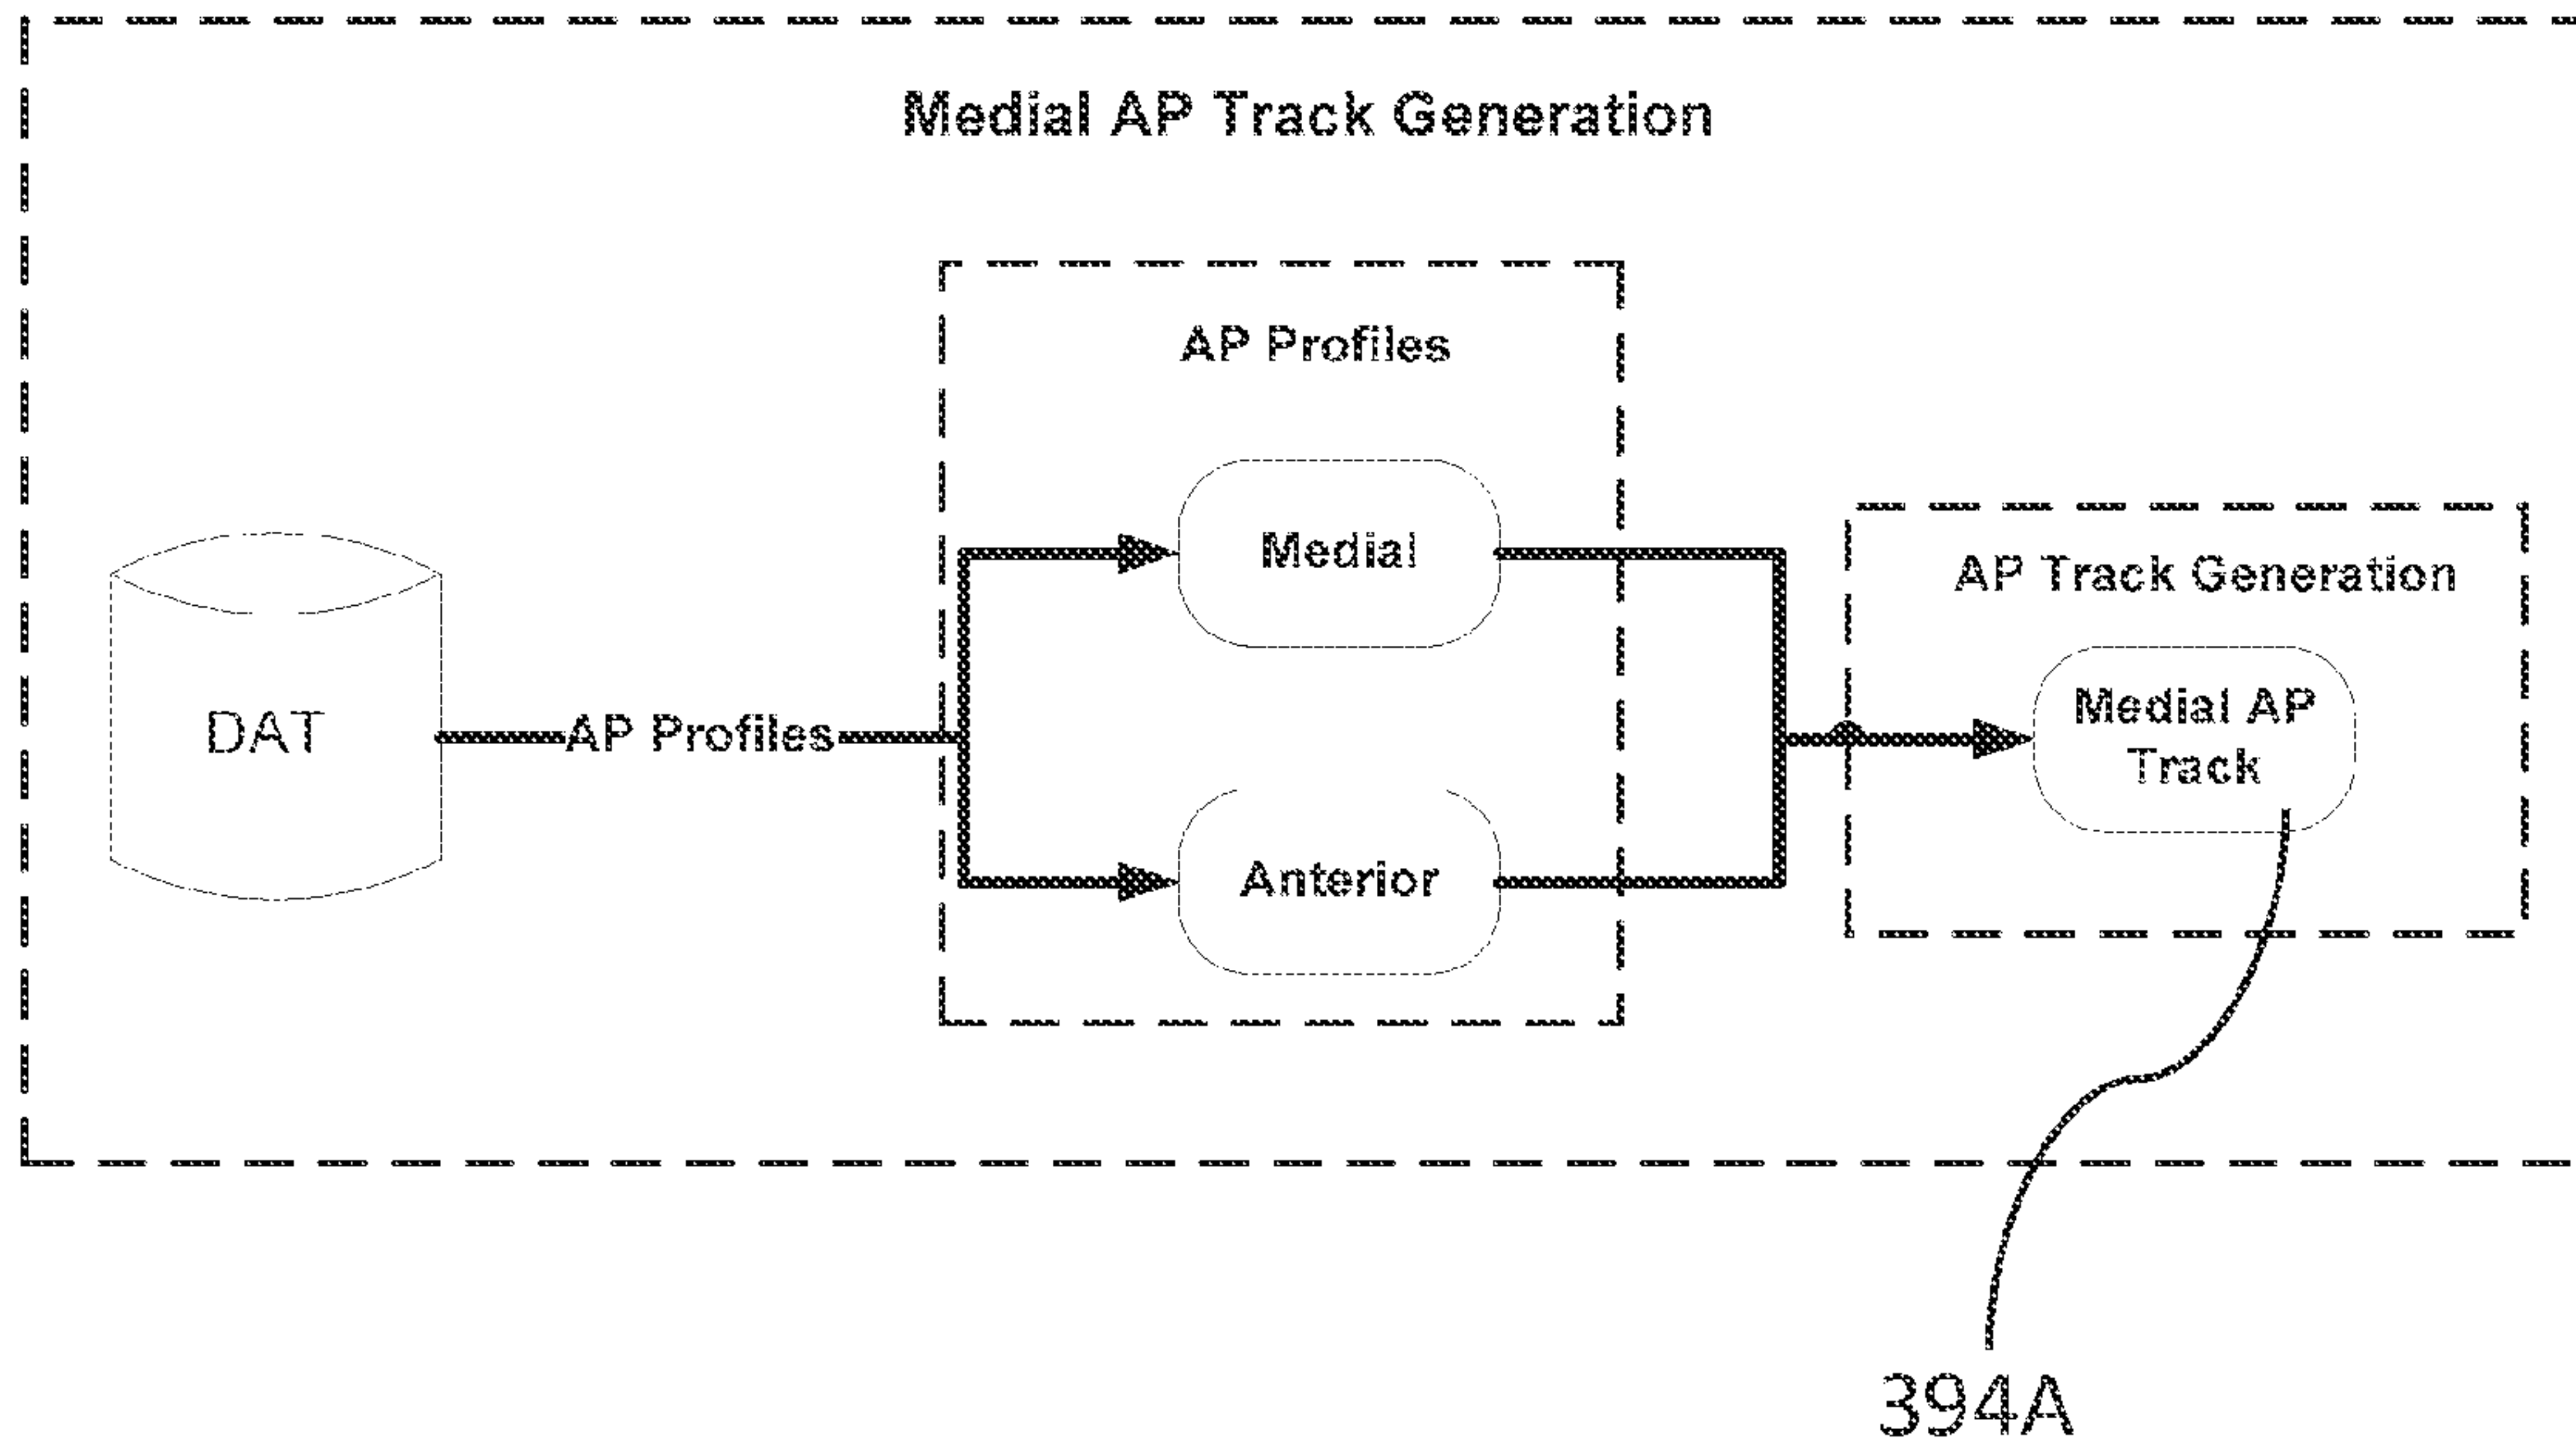 Medial AP Track Generation
AP Profiles
Medial
AP Track Generation
DAT
AP Profiles
Medial AP
Track
Anterior
394A